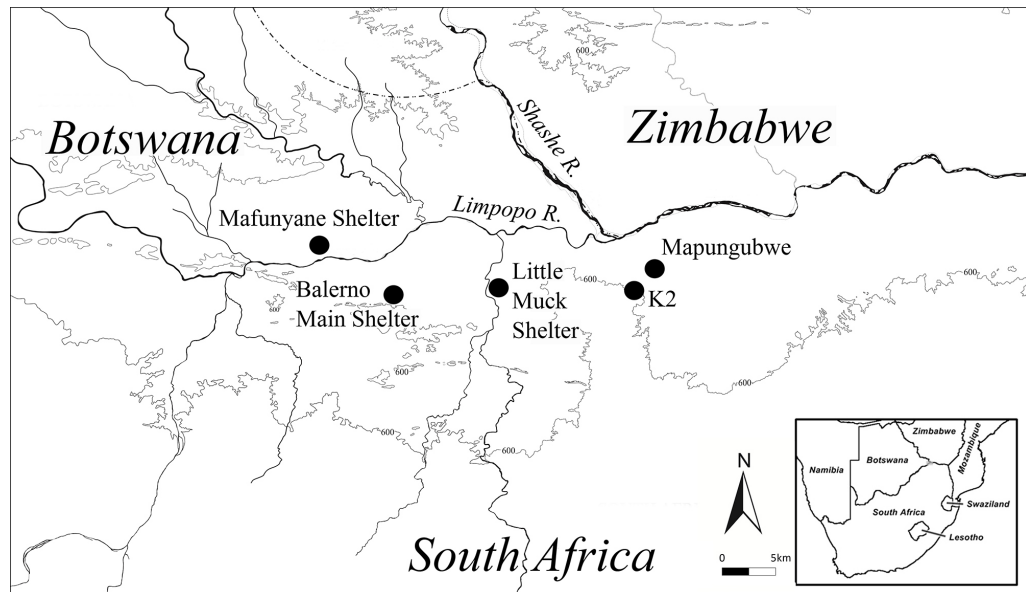 600
Botswana
Shashe R.
Zimbabwe
Mafunyane Shelter
Limpopo R.
Mapungubwe
Balerno
Main Shelter
600
Little
Muck
Shelter
600
K2
600
600
600
600
600
South Africa
N
0 5km
Zimbabwe
Mozambique
Namibia
Botswana
South Africa
Swaziland
Lesotho